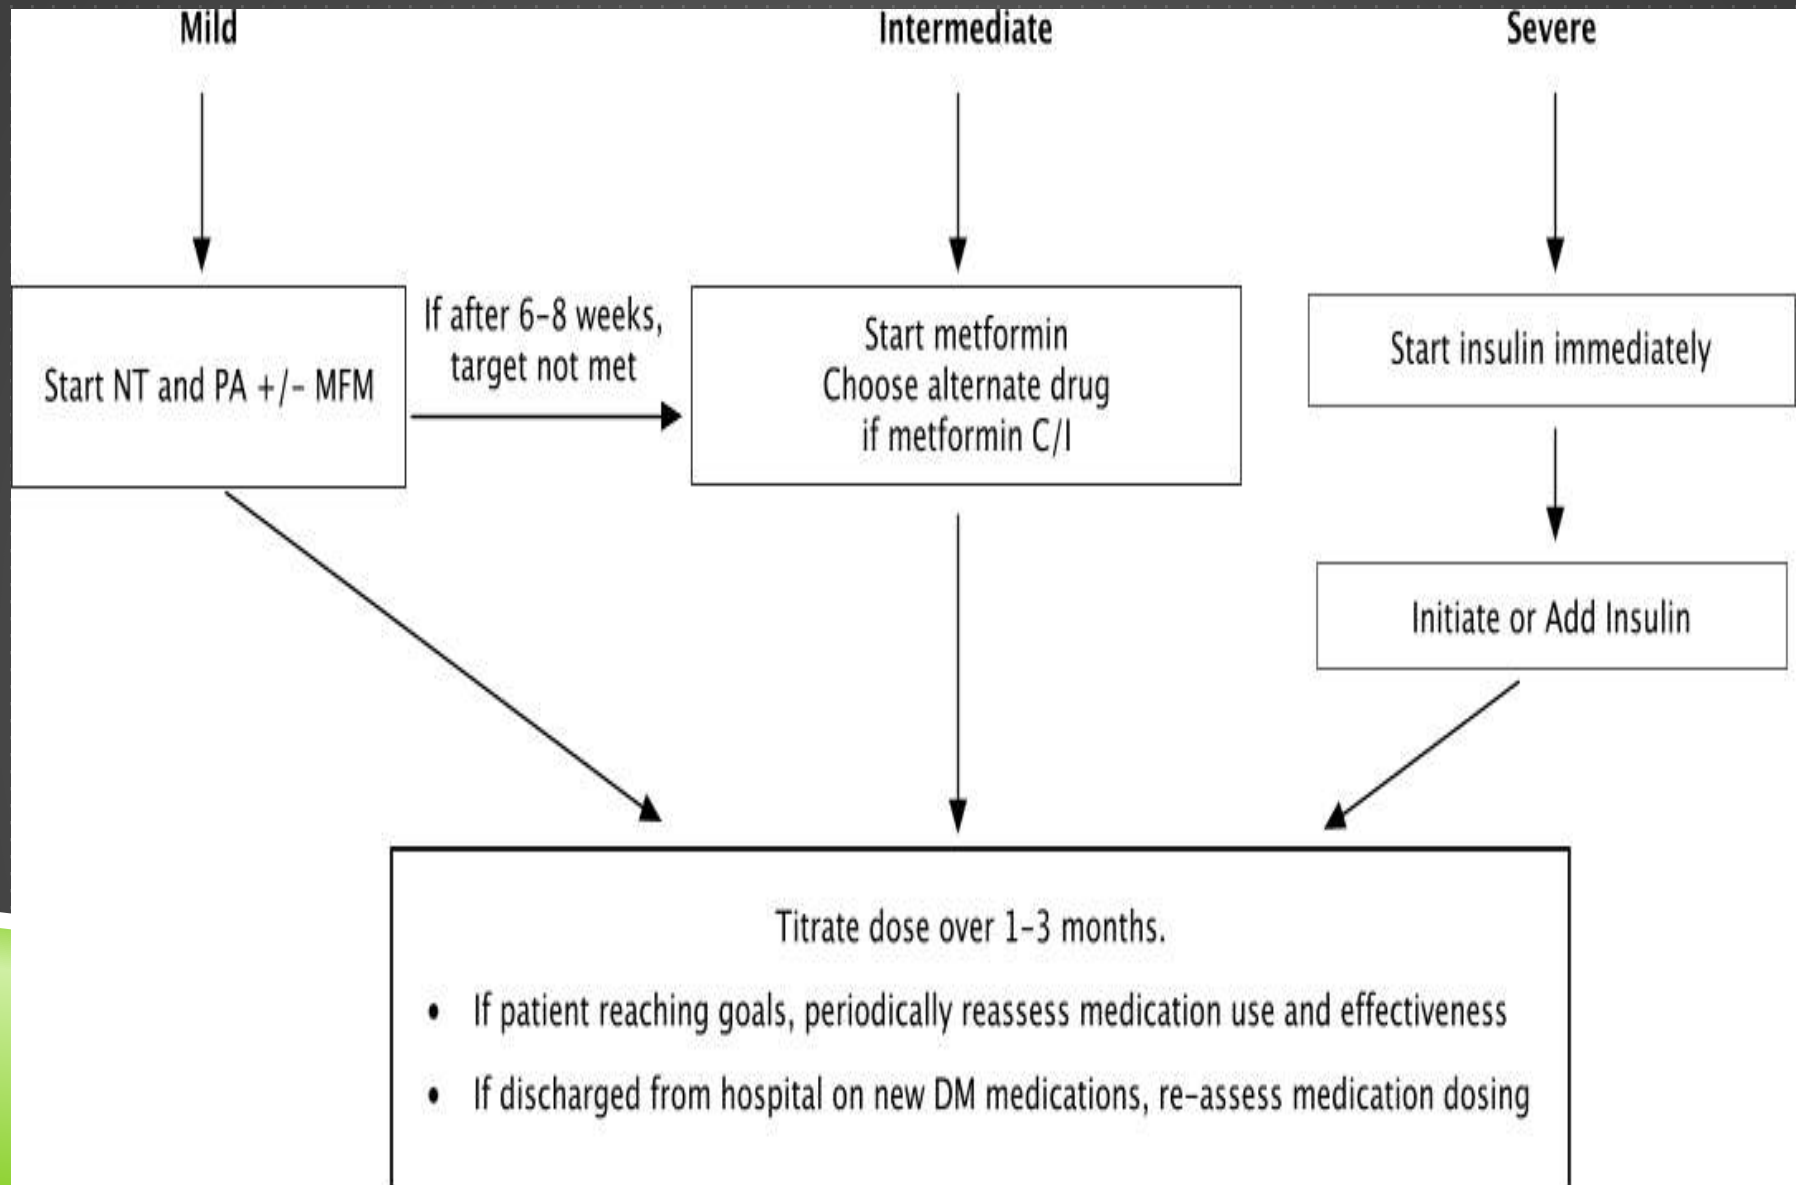 Mild
Intermediate
Severe
Start NT and PA +/- MFM
If after 6-8 weeks,
target not met
Start metformin
Choose alternate drug
if metformin C/I
Start insulin immediately
Initiate or Add Insulin
Titrate dose over 1-3 months.
• If patient reaching goals, periodically reassess medication use and effectiveness
• If discharged from hospital on new DM medications, re-assess medication dosing